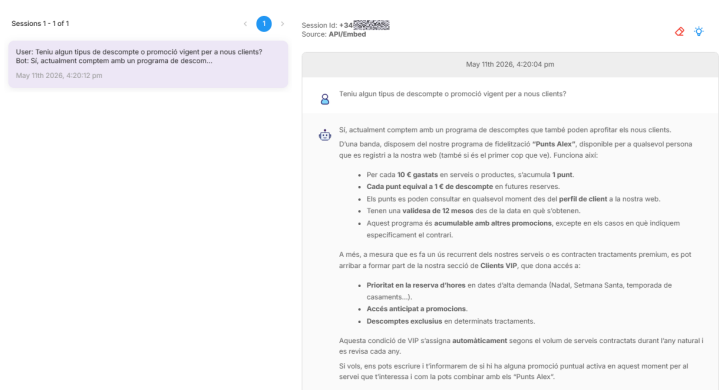 Sessions 1 - 1 of 1
1
User: Teniu algun tipus de descompte o promoció vigent per a nous clients?
Bot: Sí, actualment comptem amb un programa de descom...
May 11th 2026, 4:20:12 pm
Session Id: +34
Source: API/Embed
May 11th 2026, 4:20:04 pm
Teniu algun tipus de descompte o promoció vigent per a nous clients?
Sí, actualment comptem amb un programa de descomptes que també poden aprofitar els nous clients.
D'una banda, disposem del nostre programa de fidelització "Punts Alex", disponible per a qualsevol persona
que es registri a la nostra web (també si és el primer cop que ve). Funciona així:
• Per cada 10 € gastats en serveis o productes, s'acumula 1 punt.
• Cada punt equival a 1 € de descompte en futures reserves.
• Els punts es poden consultar en qualsevol moment des del perfil de client a la nostra web.
• Tenen una validesa de 12 mesos des de la data en què s'obtenen.
• Aquest programa és acumulable amb altres promocions, excepte en els casos en què indiquem
específicament el contrari.
A més, a mesura que es fa un ús recurrent dels nostres serveis o es contracten tractaments premium, es pot
arribar a formar part de la nostra secció de Clients VIP, que dona accés a:
• Prioritat en la reserva d'hores en dates d'alta demanda (Nadal, Setmana Santa, temporada de
casaments...).
• Accés anticipat a promocions.
• Descomptes exclusius en determinats tractaments.
Aquesta condició de VIP s'assigna automàticament segons el volum de serveis contractats durant l'any natural i
es revisa cada any.
Si vols, ens pots escriure i t'informarem de si hi ha alguna promoció puntual activa en aquest moment per al
servei que t'interessa i com la pots combinar amb els "Punts Alex".